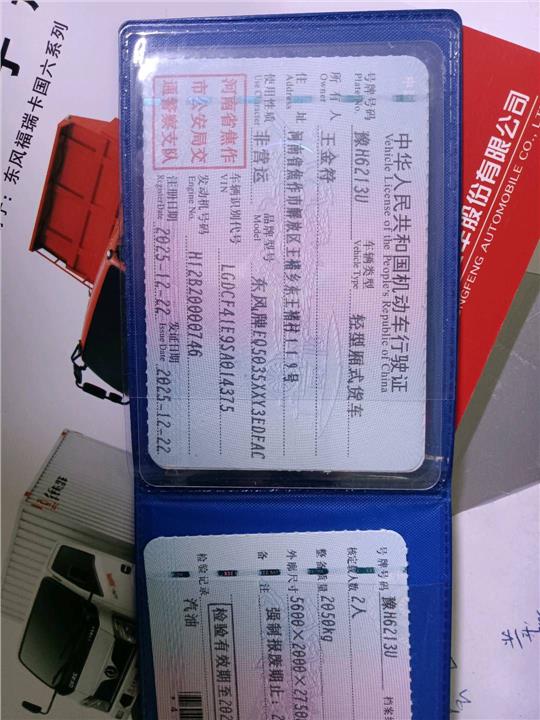 中华人民共和国机动车行驶证
Vehicle License of the People's Republic of China
号牌号码 豫H6213U 车辆类型 轻型厢式货车
Plate No. Vehicle Type
所有人 王金符
Owner
住址 河南省焦作市解放区王褚乡东王褚村119号
Address
使用性质 非营运 品牌型号 东风牌EQ5035XXY3EDFAC
Use Character Model
河南省焦作
市公安局交
通警察支队
车辆识别代号 LGDCF41E9SA014375
VIN
发动机号码 HT2BZ0000746
Engine No.
注册日期 2025-12-22 发证日期 2025-12-22
Register Date Issue Date
号牌号码 豫H6213U
核定载人数 2人
整备质量 2050kg
外廓尺寸 5600×2000×2750
备注 强制报废期止:2
检验有效期至202
检验记录 汽油
东风福瑞卡国六系列
股份有限公司
NGFENG AUTOMOBILE CO.,